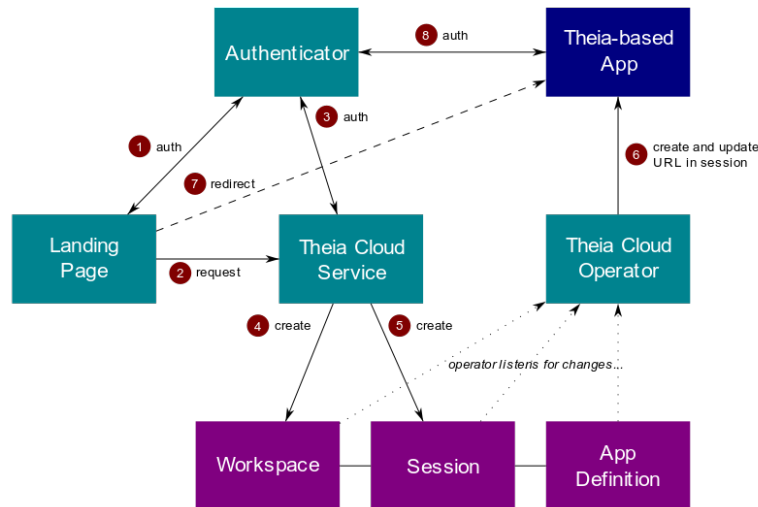 Authenticator
8 auth
Theia-based
App
3 auth
1 auth
6 create and update
URL in session
7 redirect
Landing
Page
2 request
Theia Cloud
Service
Theia Cloud
Operator
4 create
5 create
operator listens for changes...
Workspace
Session
App
Definition